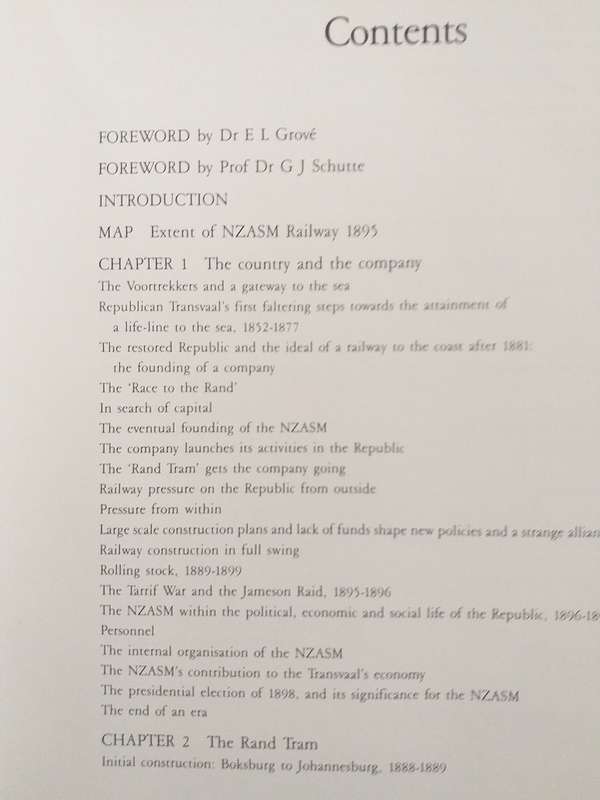 Contents
FOREWORD by Dr E L Grové
FOREWORD by Prof Dr G J Schutte
INTRODUCTION
MAP Extent of NZASM Railway 1895
CHAPTER 1 The country and the company
The Voortrekkers and a gateway to the sea
Republican Transvaal's first faltering steps towards the attainment of
a life-line to the sea, 1852-1877
The restored Republic and the ideal of a railway to the coast after 1881:
the founding of a company
The 'Race to the Rand'
In search of capital
The eventual founding of the NZASM
The company launches its activities in the Republic
The 'Rand Tram' gets the company going
Railway pressure on the Republic from outside
Pressure from within
Large scale construction plans and lack of funds shape new policies and a strange
Railway construction in full swing
Rolling stock, 1889-1899
The Tarrif War and the Jameson Raid, 1895-1896
The NZASM within the political, economic and social life of the Republic,
Personnel
The internal organisation of the NZASM
The NZASM's contribution to the Transvaal's economy
The presidential election of 1898, and its significance for the NZASM
The end of an era
CHAPTER 2 The Rand Tram
Initial construction: Boksburg to Johannesburg, 1888-1889